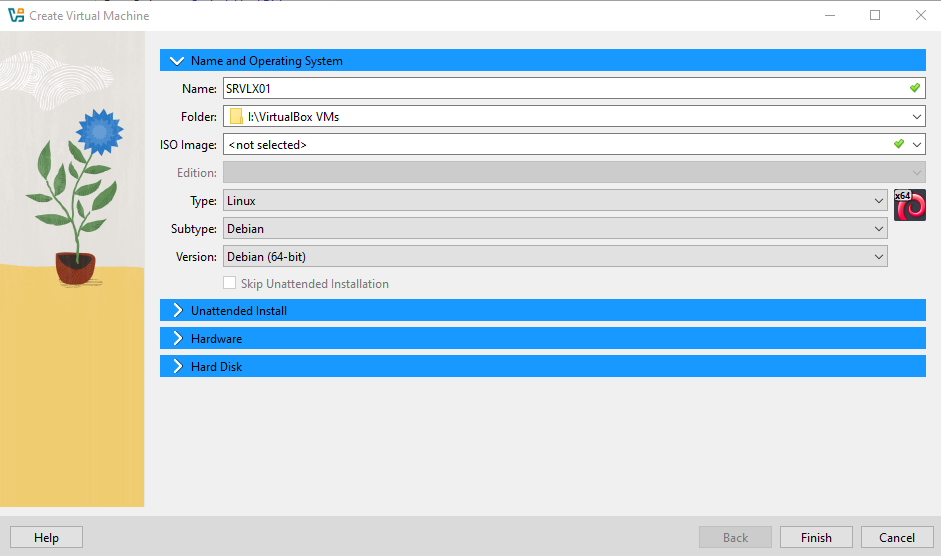 Create Virtual Machine
Name and Operating System
Name: SRVLX01
Folder: I:\VirtualBox VMs
ISO Image: <not selected>
Edition:
Type: Linux
x64
Subtype: Debian
Version: Debian (64-bit)
Skip Unattended Installation
Unattended Install
Hardware
Hard Disk
Help Back Finish Cancel